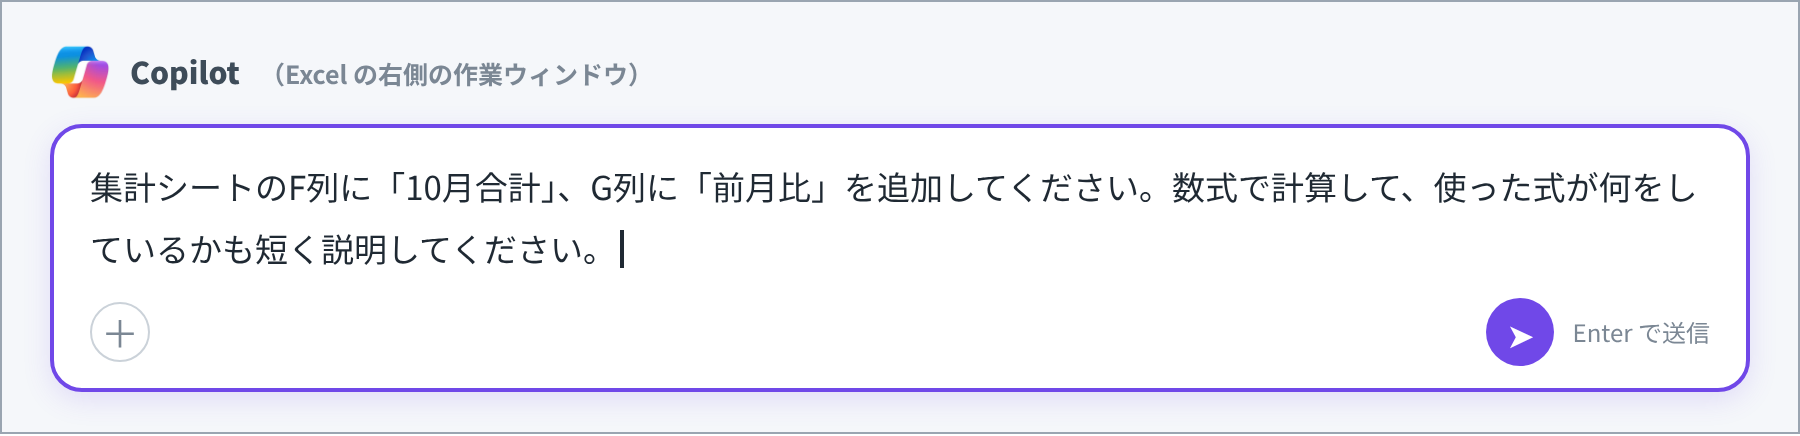 Copilot （Excel の右側の作業ウィンドウ）
集計シートのF列に「10月合計」、G列に「前月比」を追加してください。数式で計算して、使った式が何をし
ているかも短く説明してください。
Enter で送信